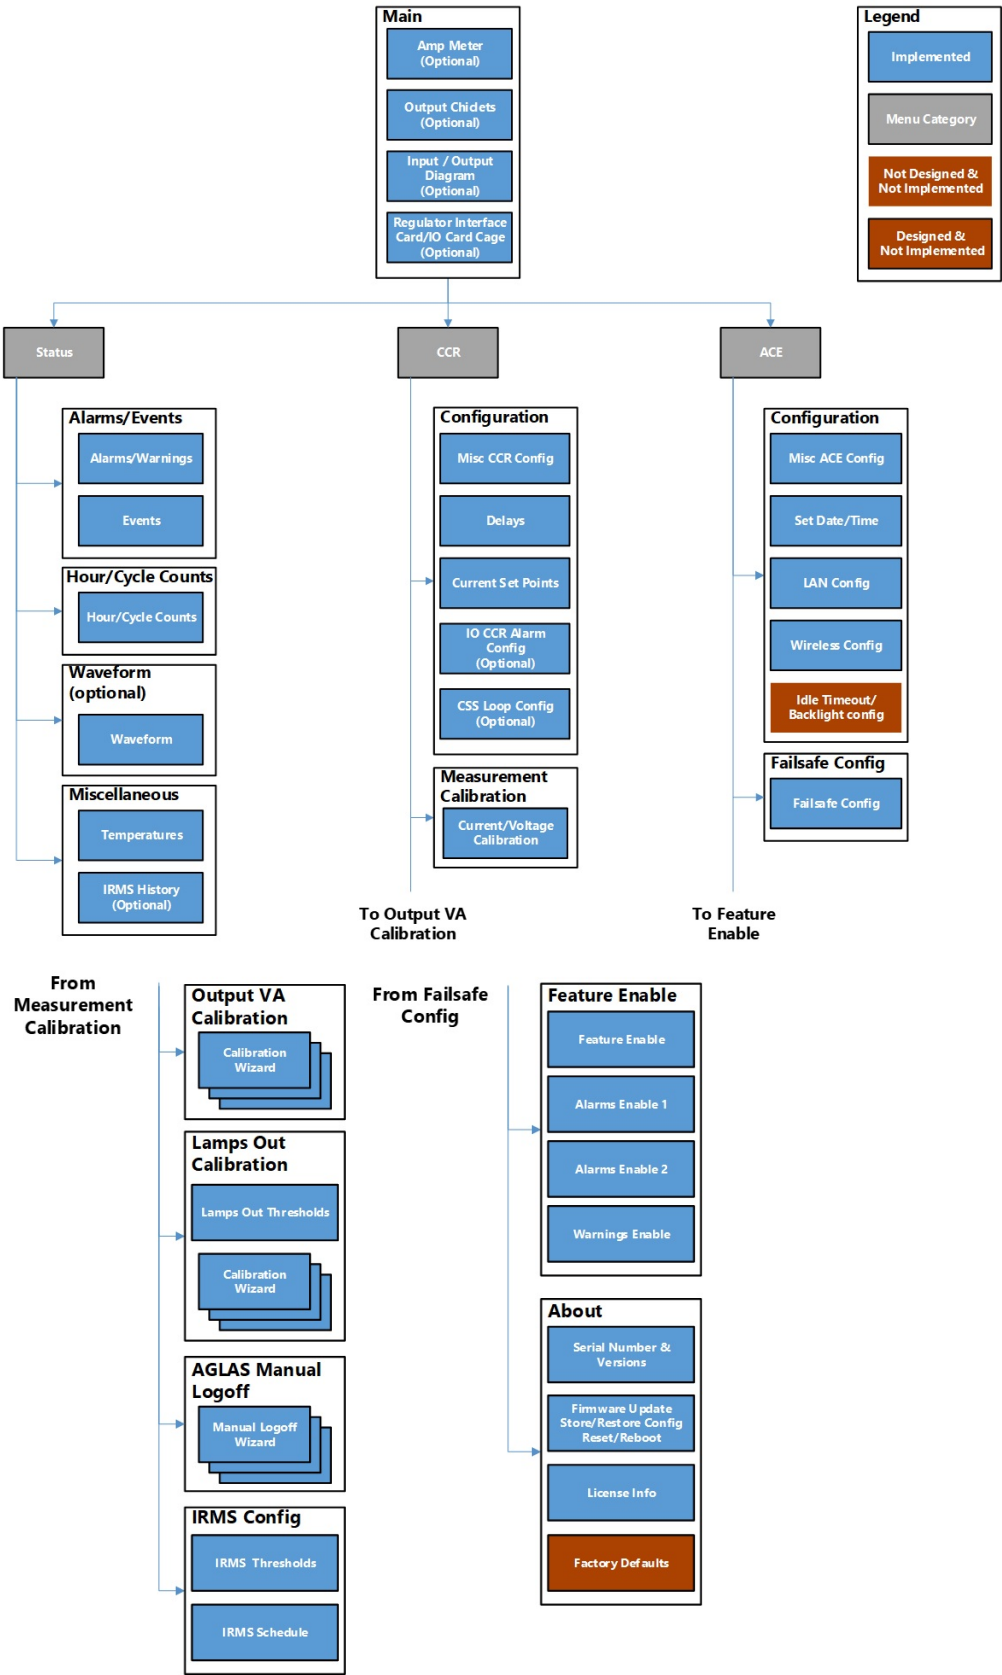 Main
Amp Meter
(Optional)
Output Chiclets
(Optional)
Input / Output
Diagram
(Optional)
Regulator Interface
Card/IO Card Cage
(Optional)
Legend
Implemented
Menu Category
Not Designed &
Not Implemented
Designed &
Not Implemented
Status
CCR
ACE
Alarms/Events
Alarms/Warnings
Events
Hour/Cycle Counts
Hour/Cycle Counts
Waveform
(optional)
Waveform
Miscellaneous
Temperatures
IRMS History
(Optional)
Configuration
Misc CCR Config
Delays
Current Set Points
IO CCR Alarm
Config
(Optional)
CSS Loop Config
(Optional)
Measurement
Calibration
Current/Voltage
Calibration
To Output VA
Calibration
Configuration
Misc ACE Config
Set Date/Time
LAN Config
Wireless Config
Idle Timeout/
Backlight config
Failsafe Config
Failsafe Config
To Feature
Enable
From
Measurement
Calibration
Output VA
Calibration
Calibration
Wizard
Lamps Out
Calibration
Lamps Out Thresholds
Calibration
Wizard
AGLAS Manual
Logoff
Manual Logoff
Wizard
IRMS Config
IRMS Thresholds
IRMS Schedule
From Failsafe
Config
Feature Enable
Feature Enable
Alarms Enable 1
Alarms Enable 2
Warnings Enable
About
Serial Number &
Versions
Firmware Update
Store/Restore Config
Reset/Reboot
License Info
Factory Defaults